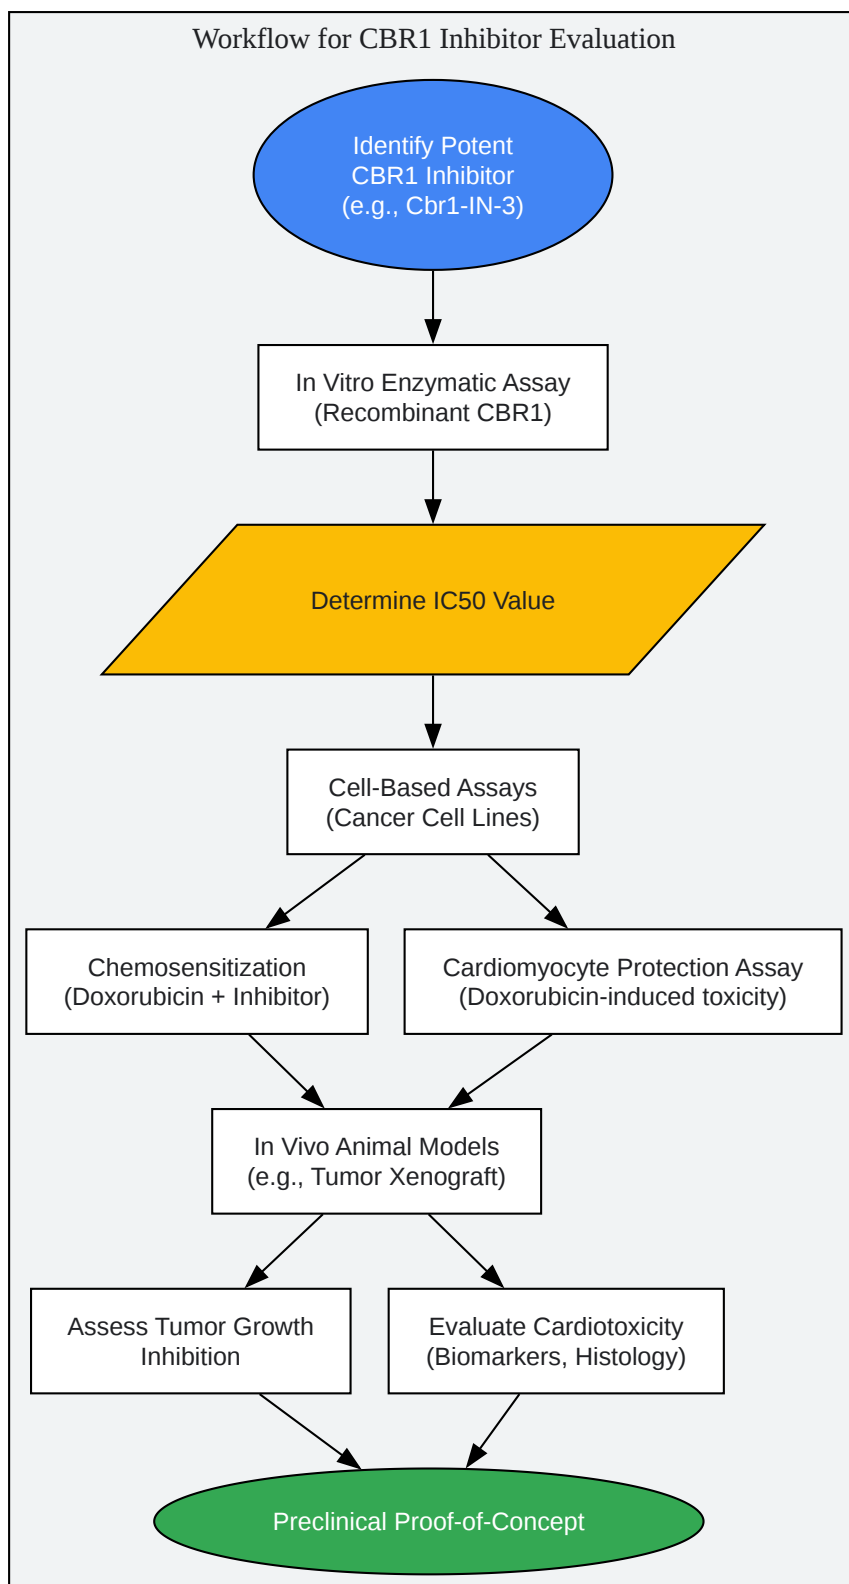 Workflow for CBR1 Inhibitor Evaluation
Identify Potent
CBR1 Inhibitor
(e.g., Cbr1-IN-3)
In Vitro Enzymatic Assay
(Recombinant CBR1)
Determine IC50 Value
Cell-Based Assays
(Cancer Cell Lines)
Chemosensitization
(Doxorubicin + Inhibitor)
Cardiomyocyte Protection Assay
(Doxorubicin-induced toxicity)
In Vivo Animal Models
(e.g., Tumor Xenograft)
Assess Tumor Growth
Inhibition
Evaluate Cardiotoxicity
(Biomarkers, Histology)
Preclinical Proof-of-Concept